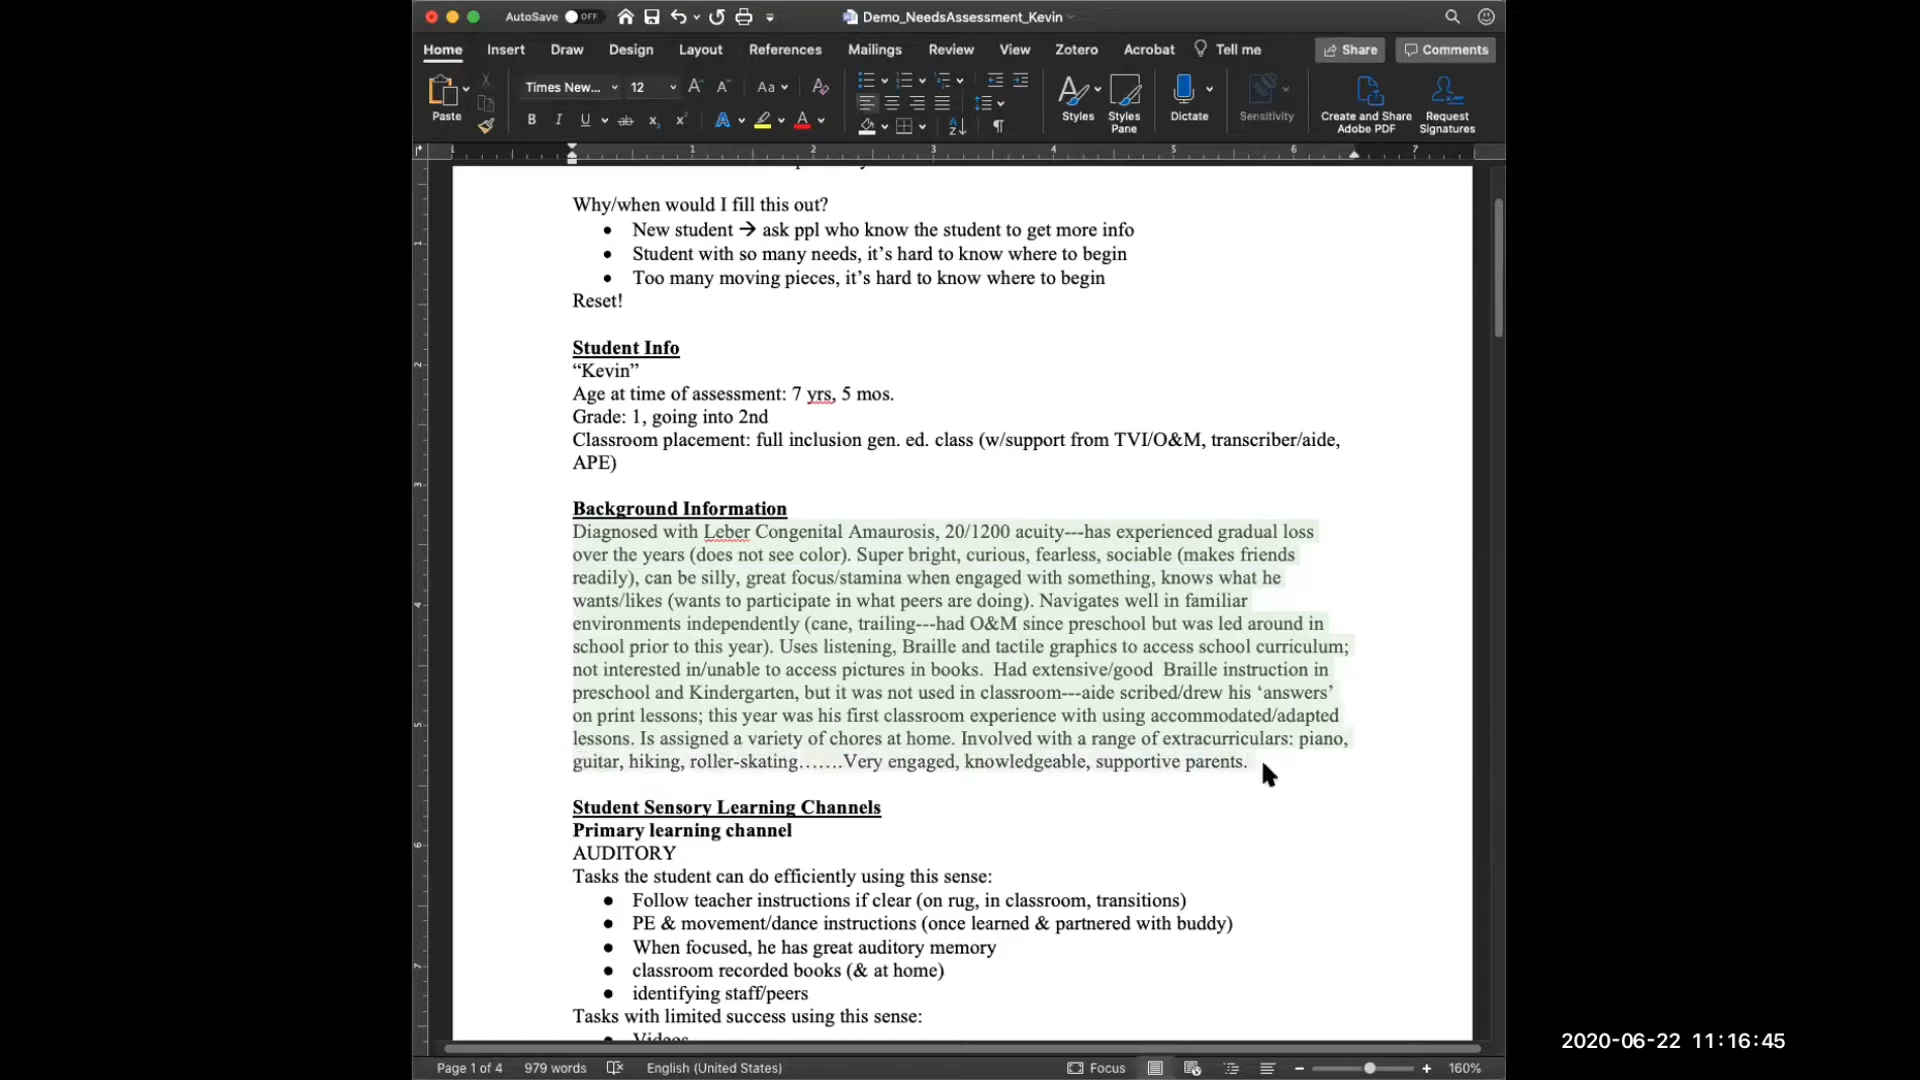 AutoSave OFF
Demo_NeedsAssessment_Kevin
Home Insert Draw Design Layout References Mailings Review View Zotero Acrobat Tell me Share Comments
Times New... 12
Paste
Styles
Styles Pane
Dictate
Sensitivity
Create and Share Adobe PDF
Request Signatures
1 1 2 3 4 5 6 7
Why/when would I fill this out?
• New student → ask ppl who know the student to get more info
• Student with so many needs, it's hard to know where to begin
• Too many moving pieces, it's hard to know where to begin
Reset!
Student Info
“Kevin”
Age at time of assessment: 7 yrs, 5 mos.
Grade: 1, going into 2nd
Classroom placement: full inclusion gen. ed. class (w/support from TVI/O&M, transcriber/aide,
APE)
Background Information
Diagnosed with Leber Congenital Amaurosis, 20/1200 acuity---has experienced gradual loss
over the years (does not see color). Super bright, curious, fearless, sociable (makes friends
readily), can be silly, great focus/stamina when engaged with something, knows what he
wants/likes (wants to participate in what peers are doing). Navigates well in familiar
environments independently (cane, trailing---had O&M since preschool but was led around in
school prior to this year). Uses listening, Braille and tactile graphics to access school curriculum;
not interested in/unable to access pictures in books.  Had extensive/good  Braille instruction in
preschool and Kindergarten, but it was not used in classroom---aide scribed/drew his ‘answers’
on print lessons; this year was his first classroom experience with using accommodated/adapted
lessons. Is assigned a variety of chores at home. Involved with a range of extracurriculars: piano,
guitar, hiking, roller-skating…….Very engaged, knowledgeable, supportive parents.
Student Sensory Learning Channels
Primary learning channel
AUDITORY
Tasks the student can do efficiently using this sense:
• Follow teacher instructions if clear (on rug, in classroom, transitions)
• PE & movement/dance instructions (once learned & partnered with buddy)
• When focused, he has great auditory memory
• classroom recorded books (& at home)
• identifying staff/peers
Tasks with limited success using this sense:
• Videos
2020-06-22 11:16:45
Page 1 of 4 979 words English (United States) Focus 160%